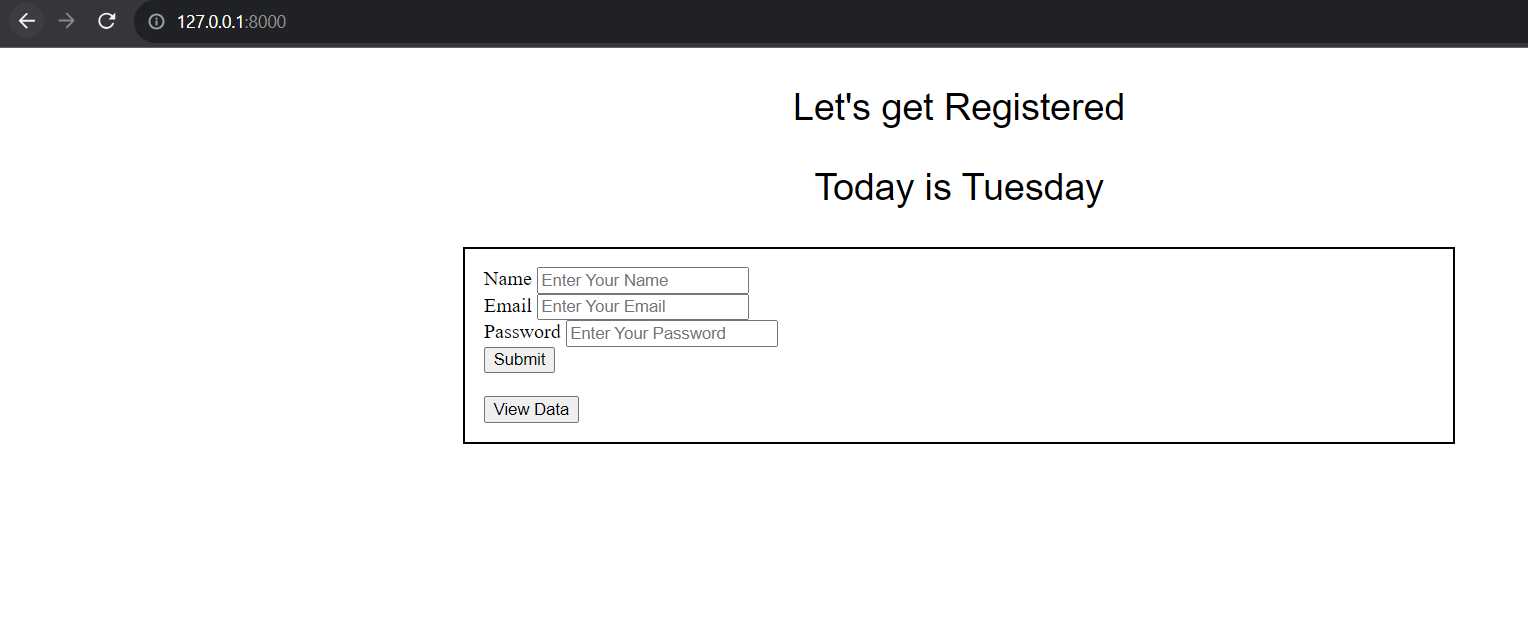 127.0.0.1:8000
Let's get Registered
Today is Tuesday
Name Enter Your Name
Email Enter Your Email
Password Enter Your Password
Submit
View Data